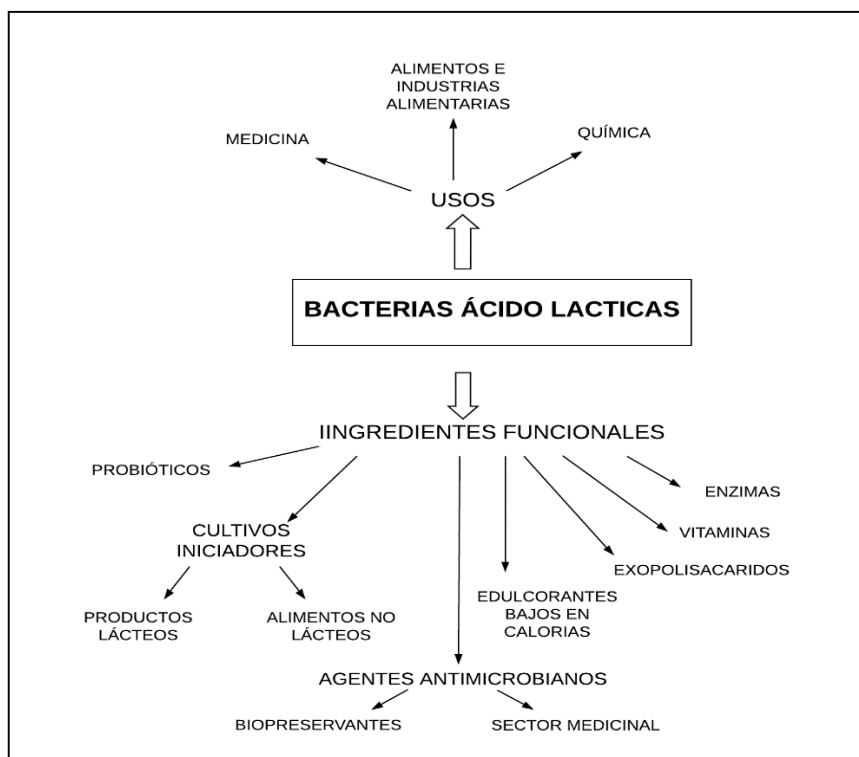 ALIMENTOS E
INDUSTRIAS
ALIMENTARIAS
MEDICINA
QUÍMICA
USOS
BACTERIAS ÁCIDO LACTICAS
IINGREDIENTES FUNCIONALES
PROBIÓTICOS
ENZIMAS
CULTIVOS
INICIADORES
VITAMINAS
EXOPOLISACARIDOS
PRODUCTOS
LÁCTEOS
ALIMENTOS NO
LÁCTEOS
EDULCORANTES
BAJOS EN
CALORIAS
AGENTES ANTIMICROBIANOS
BIOPRESERVANTES
SECTOR MEDICINAL